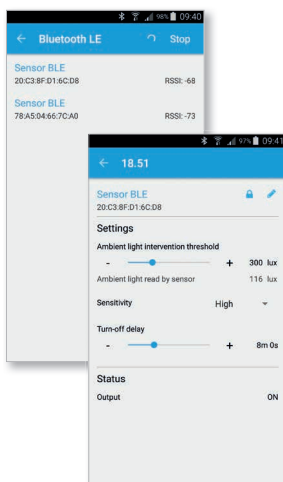 98% 09:40
Bluetooth LE Stop
Sensor BLE
20:C3:8F:D1:6C:D8 RSSI: -68
Sensor BLE
78:A5:04:66:7C:A0 RSSI: -73
97% 09:41
18.51
Sensor BLE
20:C3:8F:D1:6C:D8
Settings
Ambient light intervention threshold
- + 300 lux
Ambient light read by sensor 116 lux
Sensitivity High
Turn-off delay
- + 8m 0s
Status
Output ON